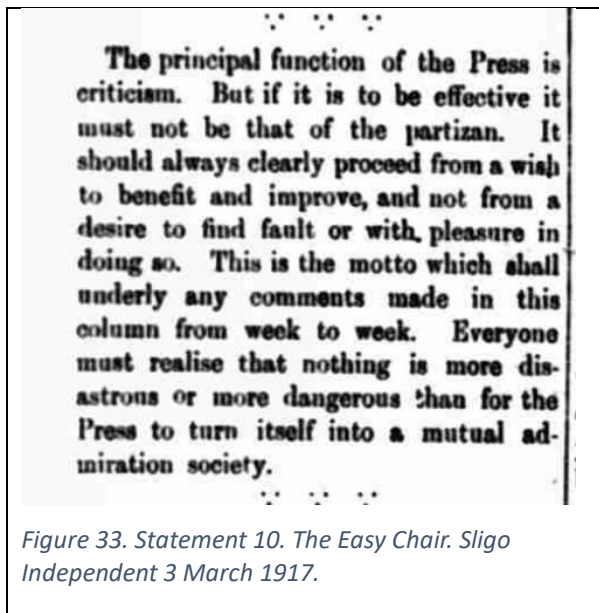 The principal function of the Press is
criticism. But if it is to be effective it
must not be that of the partizan. It
should always clearly proceed from a wish
to benefit and improve, and not from a
desire to find fault or with pleasure in
doing so. This is the motto which shall
underly any comments made in this
column from week to week. Everyone
must realise that nothing is more dis-
astrous or more dangerous than for the
Press to turn itself into a mutual ad-
miration society.
Figure 33. Statement 10. The Easy Chair. Sligo
Independent 3 March 1917.